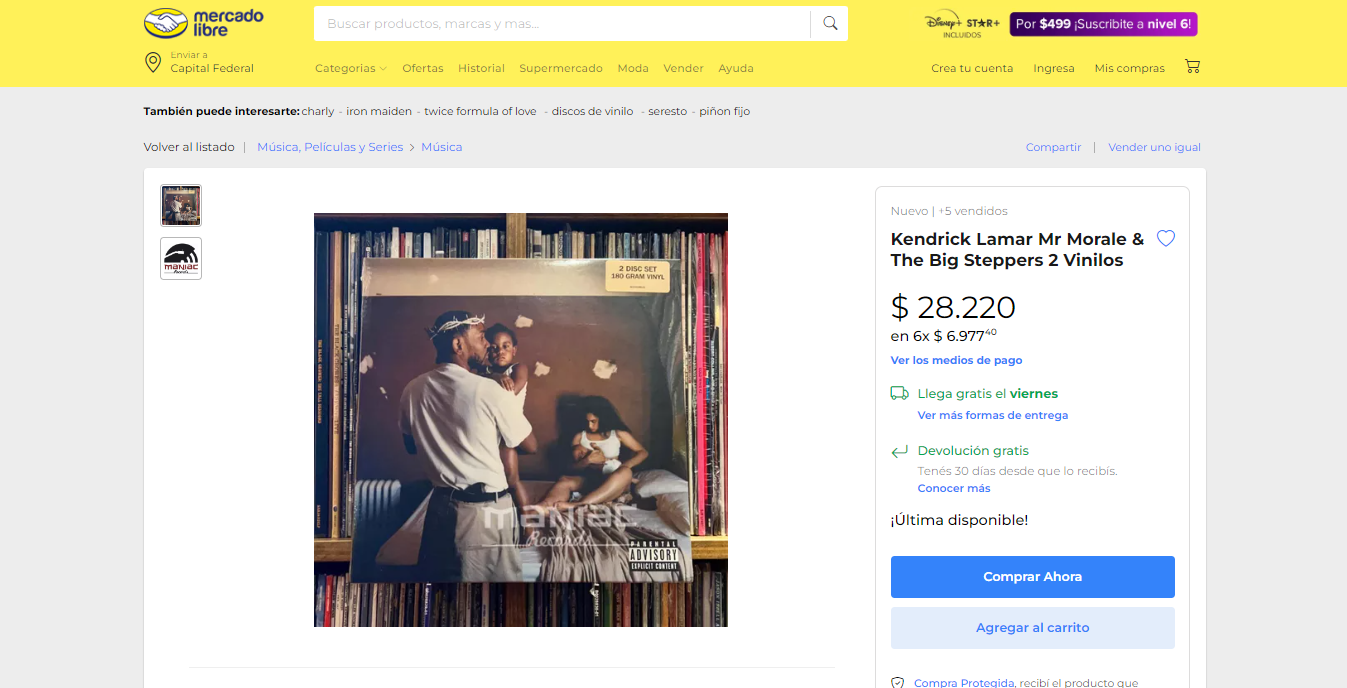 mercado
libre
Buscar productos, marcas y mas...
Disney+ STAR+
INCLUIDOS
Por $499 ¡Suscribite a nivel 6!
Enviar a
Capital Federal
Categorias
Ofertas
Historial
Supermercado
Moda
Vender
Ayuda
Crea tu cuenta
Ingresa
Mis compras
También puede interesarte: charly - iron maiden - twice formula of love - discos de vinilo - seresto - piñon fijo
Volver al listado | Música, Películas y Series > Música
Compartir | Vender uno igual
maniac
Records
2 DISC SET
180 GRAM VINYL
maniac
Records
PARENTAL
ADVISORY
EXPLICIT CONTENT
Nuevo | +5 vendidos
Kendrick Lamar Mr Morale &
The Big Steppers 2 Vinilos
$ 28.220
en 6x $ 6.977⁴⁰
Ver los medios de pago
Llega gratis el viernes
Ver más formas de entrega
Devolución gratis
Tenés 30 días desde que lo recibís.
Conocer más
¡Última disponible!
Comprar Ahora
Agregar al carrito
Compra Protegida, recibí el producto que